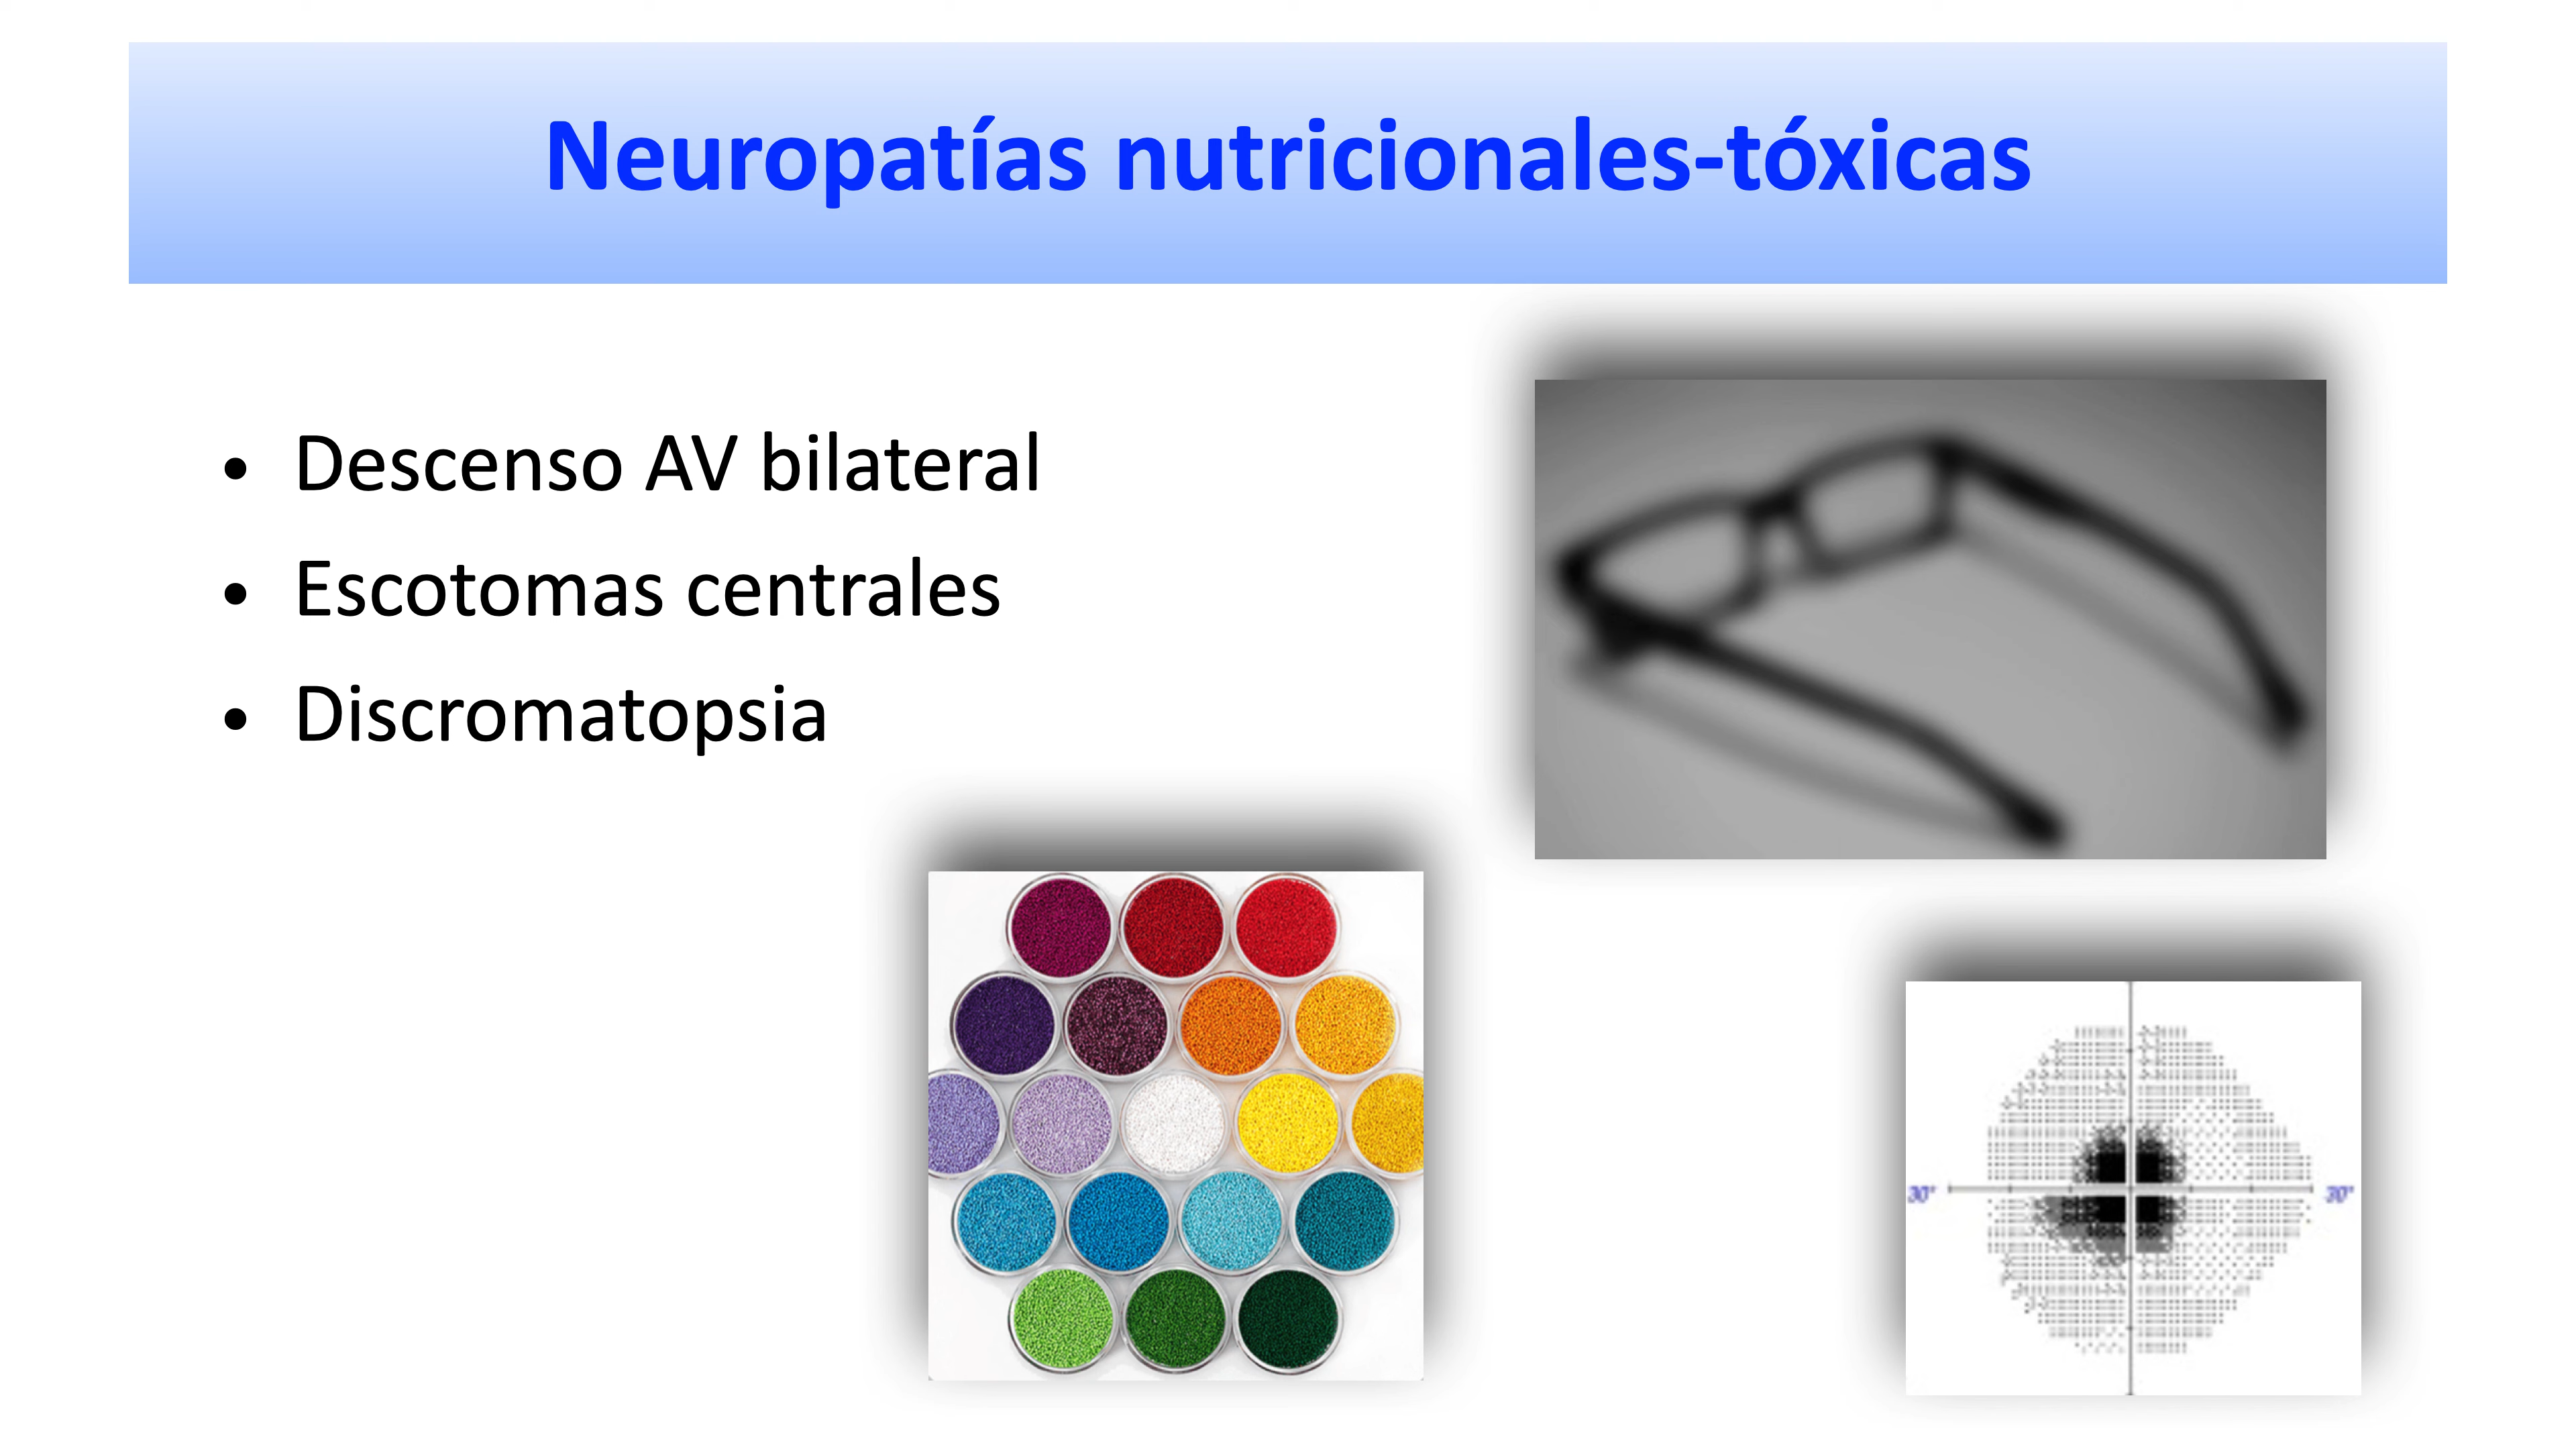 Neuropatías nutricionales-tóxicas
• Descenso AV bilateral
• Escotomas centrales
• Discromatopsia
30° 30°